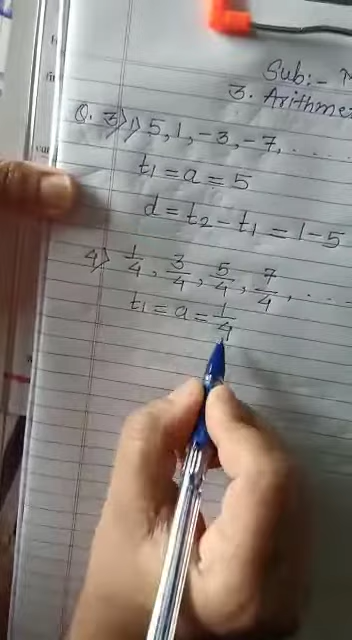 Sub:-
3. Arithme
Q. 3) 1) 5, 1, -3, -7, ....
t₁ = a = 5
d = t₂ - t₁ = 1-5
4) 1/4, 3/4, 5/4, 7/4, ...
t₁ = a = 1/4